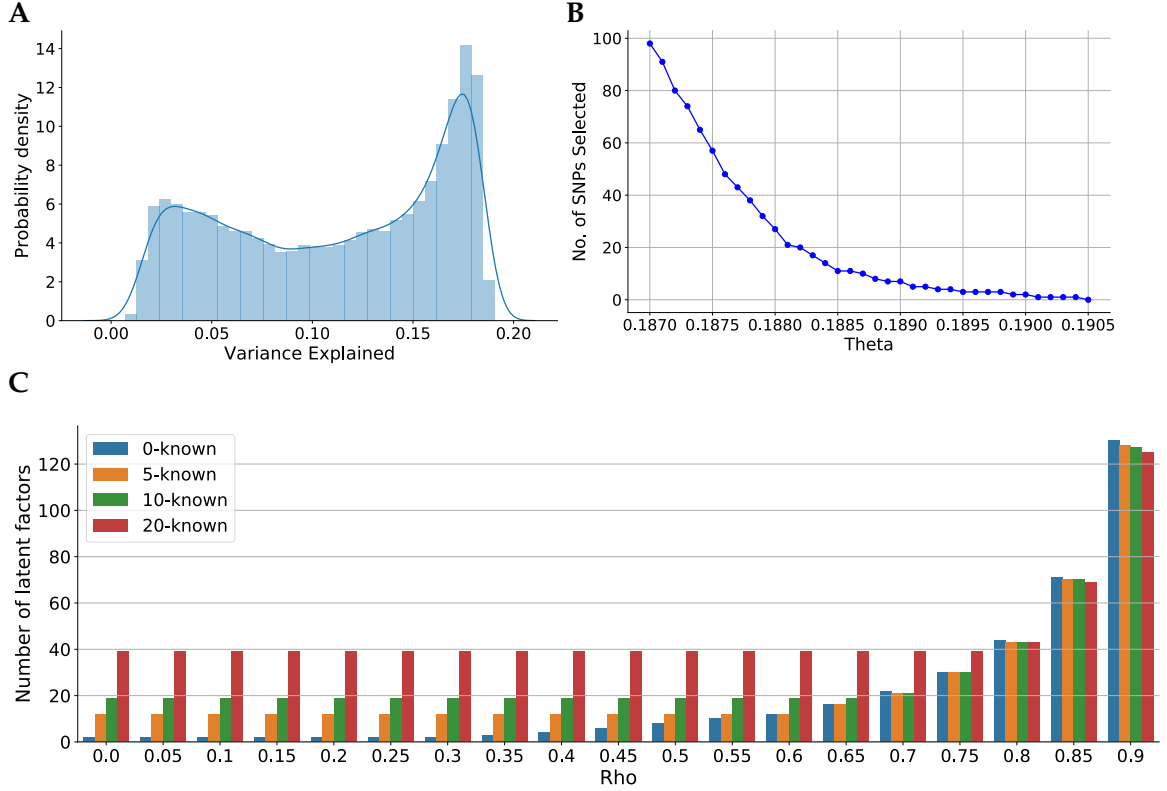 A
B
14
12
10
8
6
4
2
0
Probability density
0.00 0.05 0.10 0.15 0.20
Variance Explained
100
80
60
40
20
0
No. of SNPs Selected
0.1870 0.1875 0.1880 0.1885 0.1890 0.1895 0.1900 0.1905
Theta
C
0-known
5-known
10-known
20-known
120
100
80
60
40
20
0
Number of latent factors
0.0 0.05 0.1 0.15 0.2 0.25 0.3 0.35 0.4 0.45 0.5 0.55 0.6 0.65 0.7 0.75 0.8 0.85 0.9
Rho